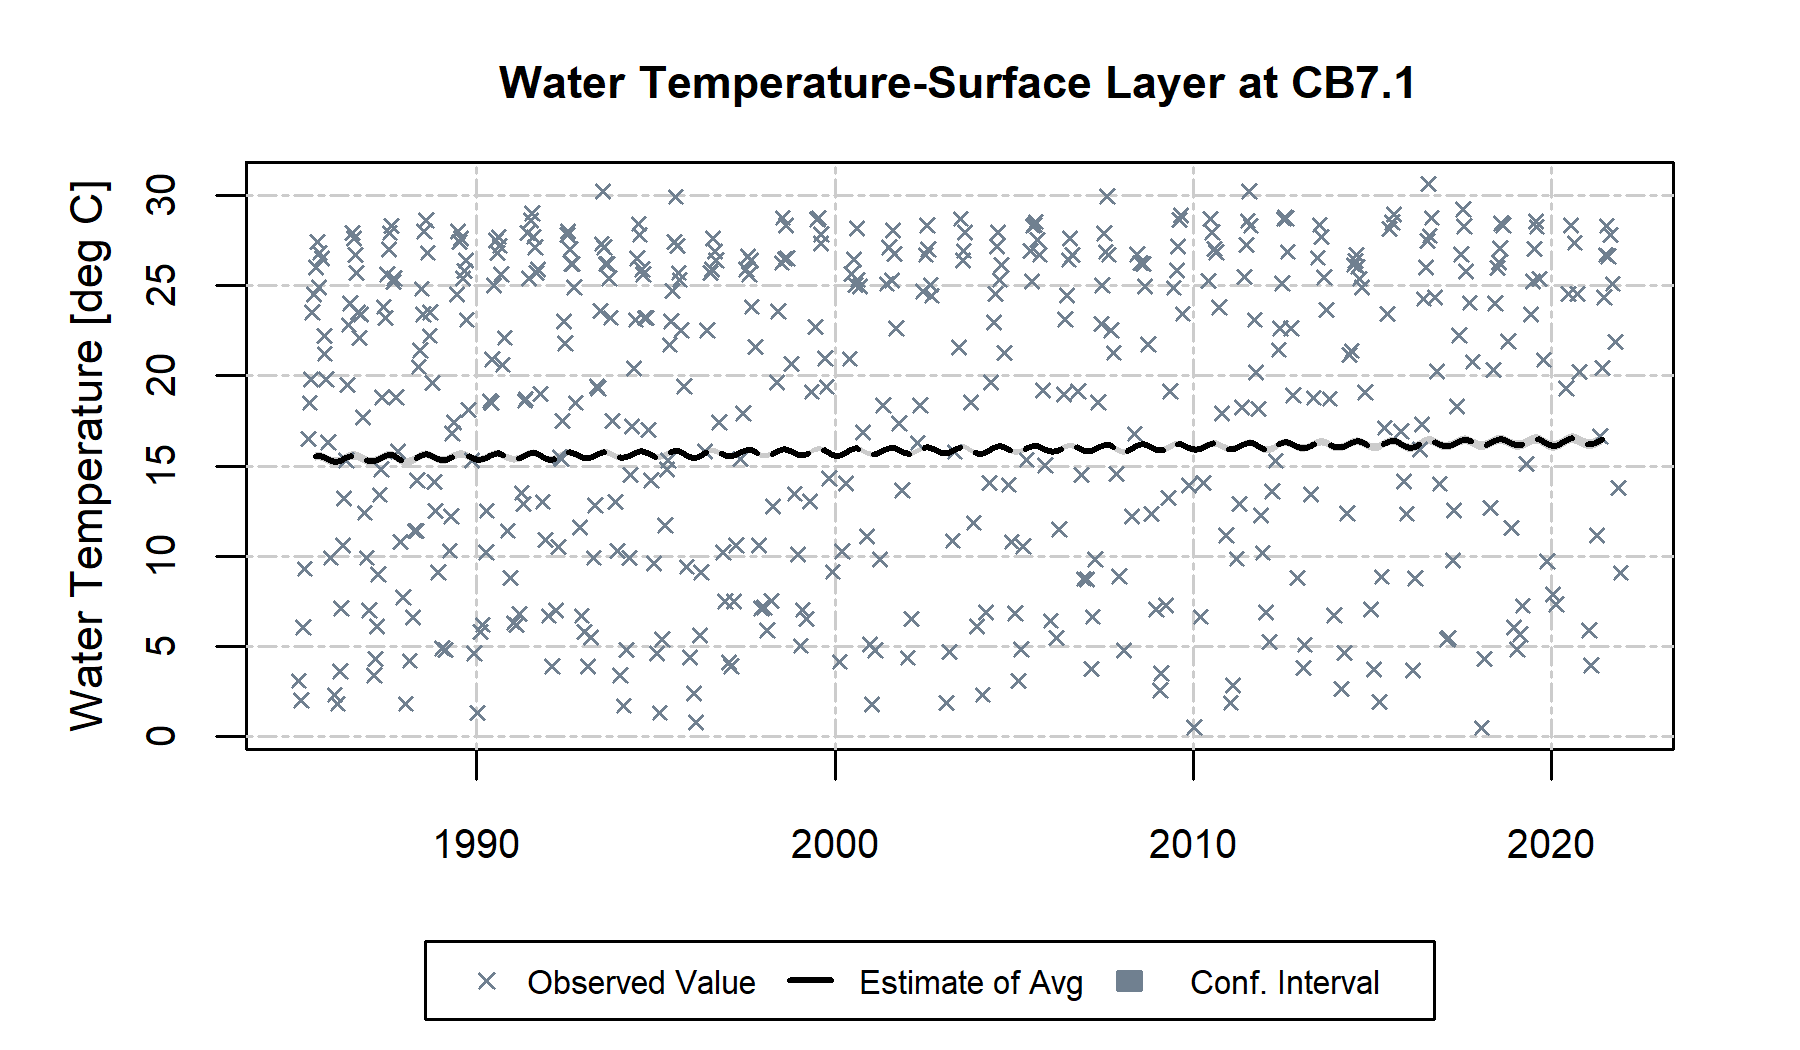 Water Temperature-Surface Layer at CB7.1
Water Temperature [deg C]
30
25
20
15
10
5
0
1990 2000 2010 2020
Observed Value Estimate of Avg Conf. Interval